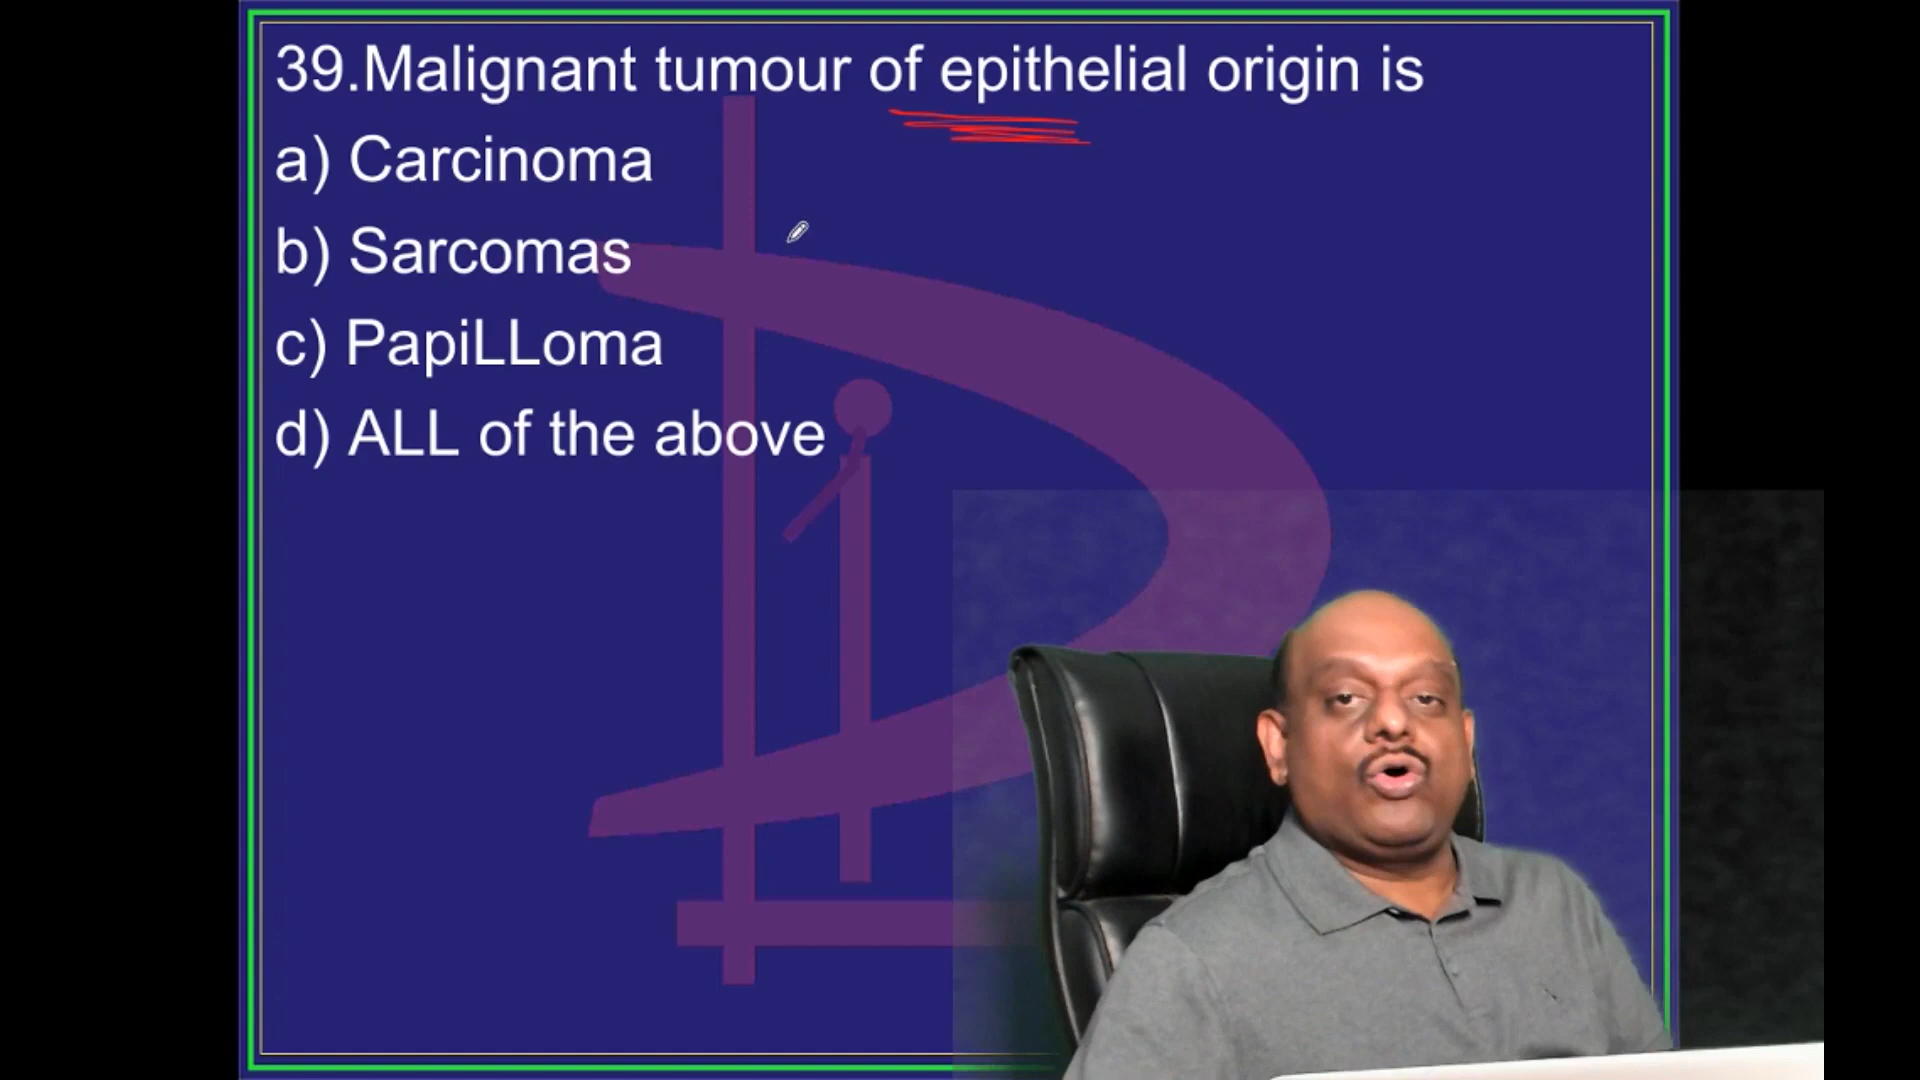 39.Malignant tumour of epithelial origin is
a) Carcinoma
b) Sarcomas
c) PapiLLoma
d) ALL of the above